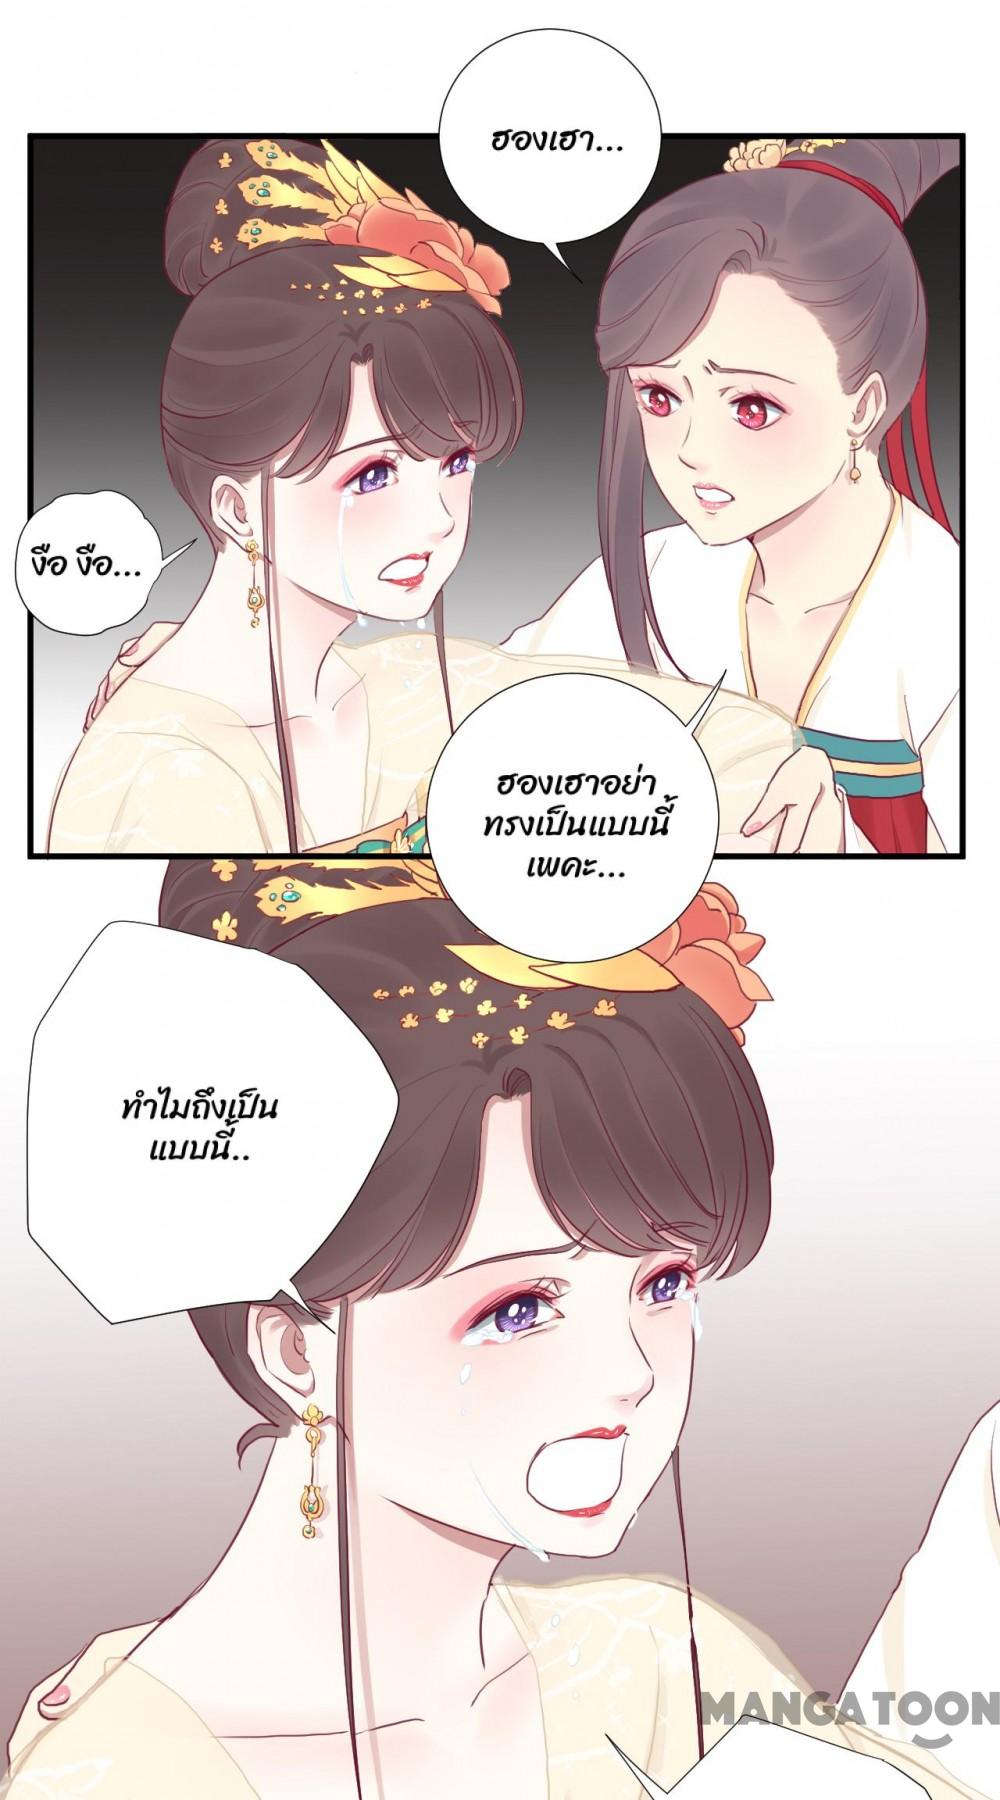 ฮองเฮา...
งือ งือ...
ฮองเฮาอย่า
ทรงเป็นแบบนี้
เพคะ...
ทำไมถึงเป็น
แบบนี้..
MANGATOON